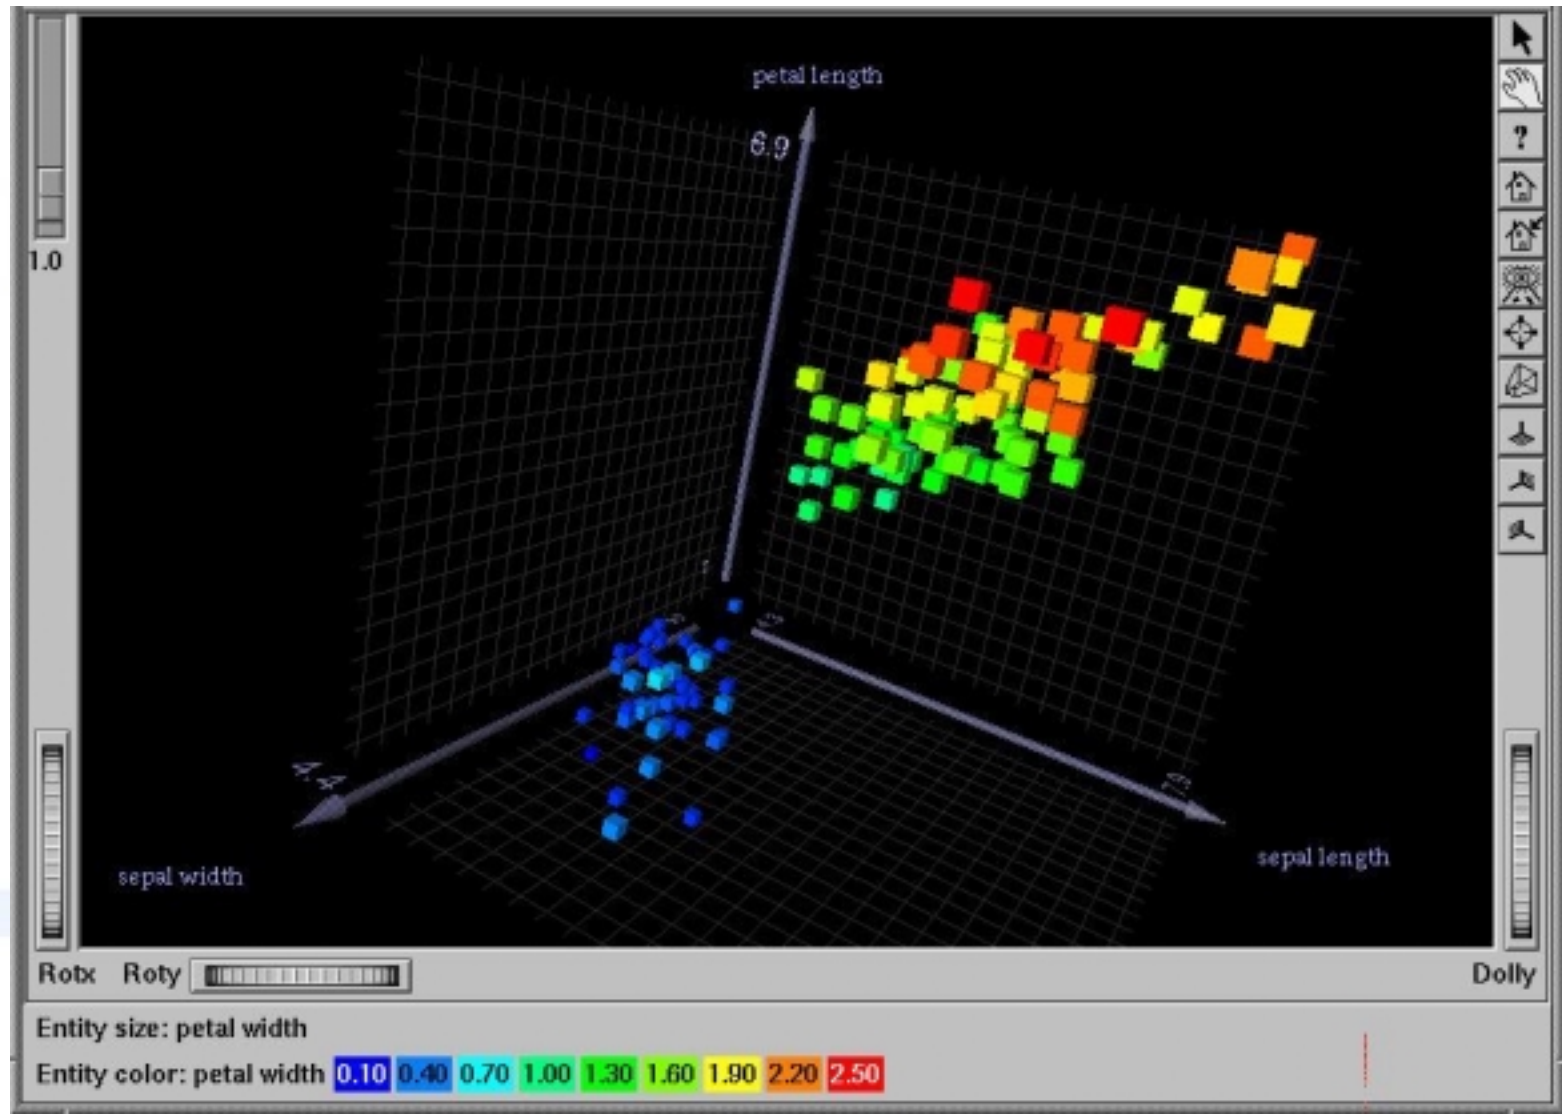 petal length
6.9
?
1.0
4.4
sepal length
sepal width
Rotx Roty
Dolly
Entity size: petal width
Entity color: petal width 0.10 0.40 0.70 1.00 1.30 1.60 1.90 2.20 2.50